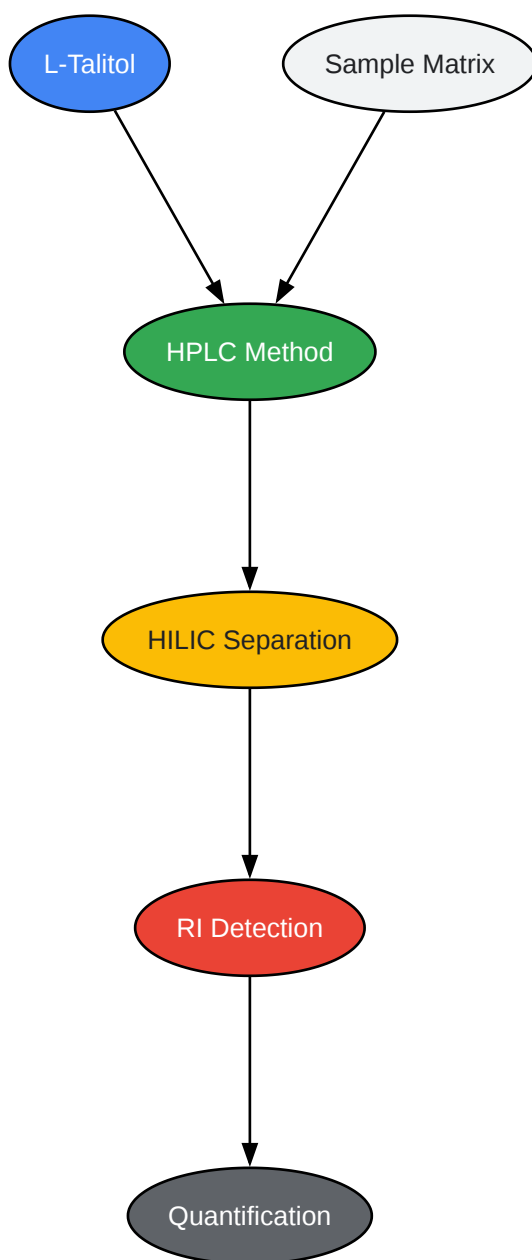 L-Talitol
Sample Matrix
HPLC Method
HILIC Separation
RI Detection
Quantification